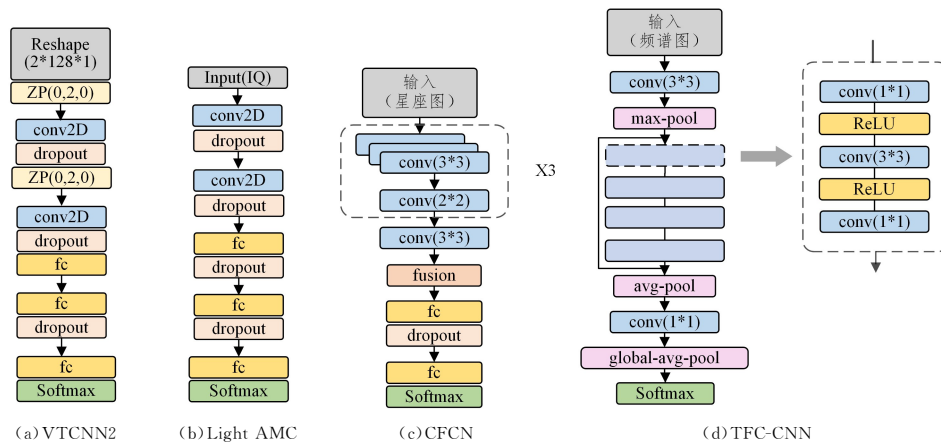 Reshape
(2*128*1)
ZP(0,2,0)
conv2D
dropout
ZP(0,2,0)
conv2D
dropout
fc
fc
dropout
fc
Softmax
(a)VTCNN2
Input(IQ)
conv2D
dropout
conv2D
dropout
fc
dropout
fc
dropout
fc
Softmax
(b)Light AMC
输入
(星座图)
conv(3*3)
conv(2*2)
X3
conv(3*3)
fusion
fc
dropout
fc
Softmax
(c)CFCN
输入
(频谱图)
conv(3*3)
max-pool
avg-pool
conv(1*1)
global-avg-pool
Softmax
conv(1*1)
ReLU
conv(3*3)
ReLU
conv(1*1)
(d)TFC-CNN